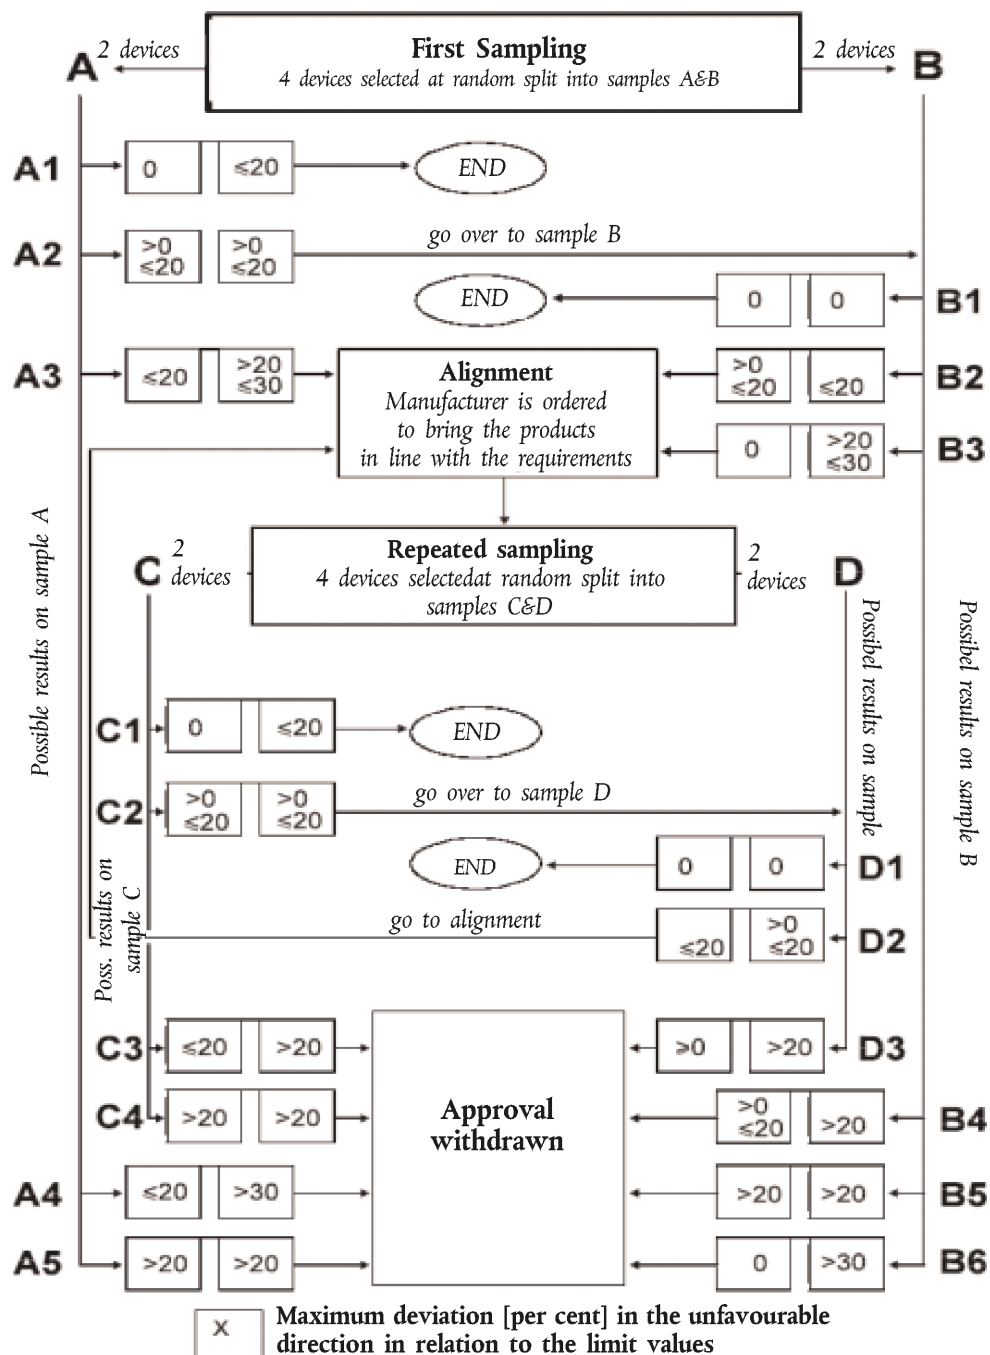 First Sampling
4 devices selected at random split into samples A&B
A 2 devices
2 devices B
A1 0 ≤20 END
A2 >0 ≤20 >0 ≤20 go over to sample B
END 0 0 B1
A3 ≤20 >20 ≤30
Alignment
Manufacturer is ordered
to bring the products
in line with the requirements
>0 ≤20 ≤20 B2
0 >20 ≤30 B3
Repeated sampling
4 devices selectedat random split into
samples C&D
C 2
devices
2
devices D
Possible results on sample A
Possibel results on sample
Possibel results on sample B
C1 0 ≤20 END
C2 >0 ≤20 >0 ≤20 go over to sample D
END 0 0 D1
Poss. results on
sample C
go to alignment
≤20 >0 ≤20 D2
C3 ≤20 >20
⩾0 >20 D3
C4 >20 >20
Approval
withdrawn
>0 ≤20 >20 B4
A4 ≤20 >30
>20 >20 B5
A5 >20 >20
0 >30 B6
X Maximum deviation [per cent] in the unfavourable
direction in relation to the limit values